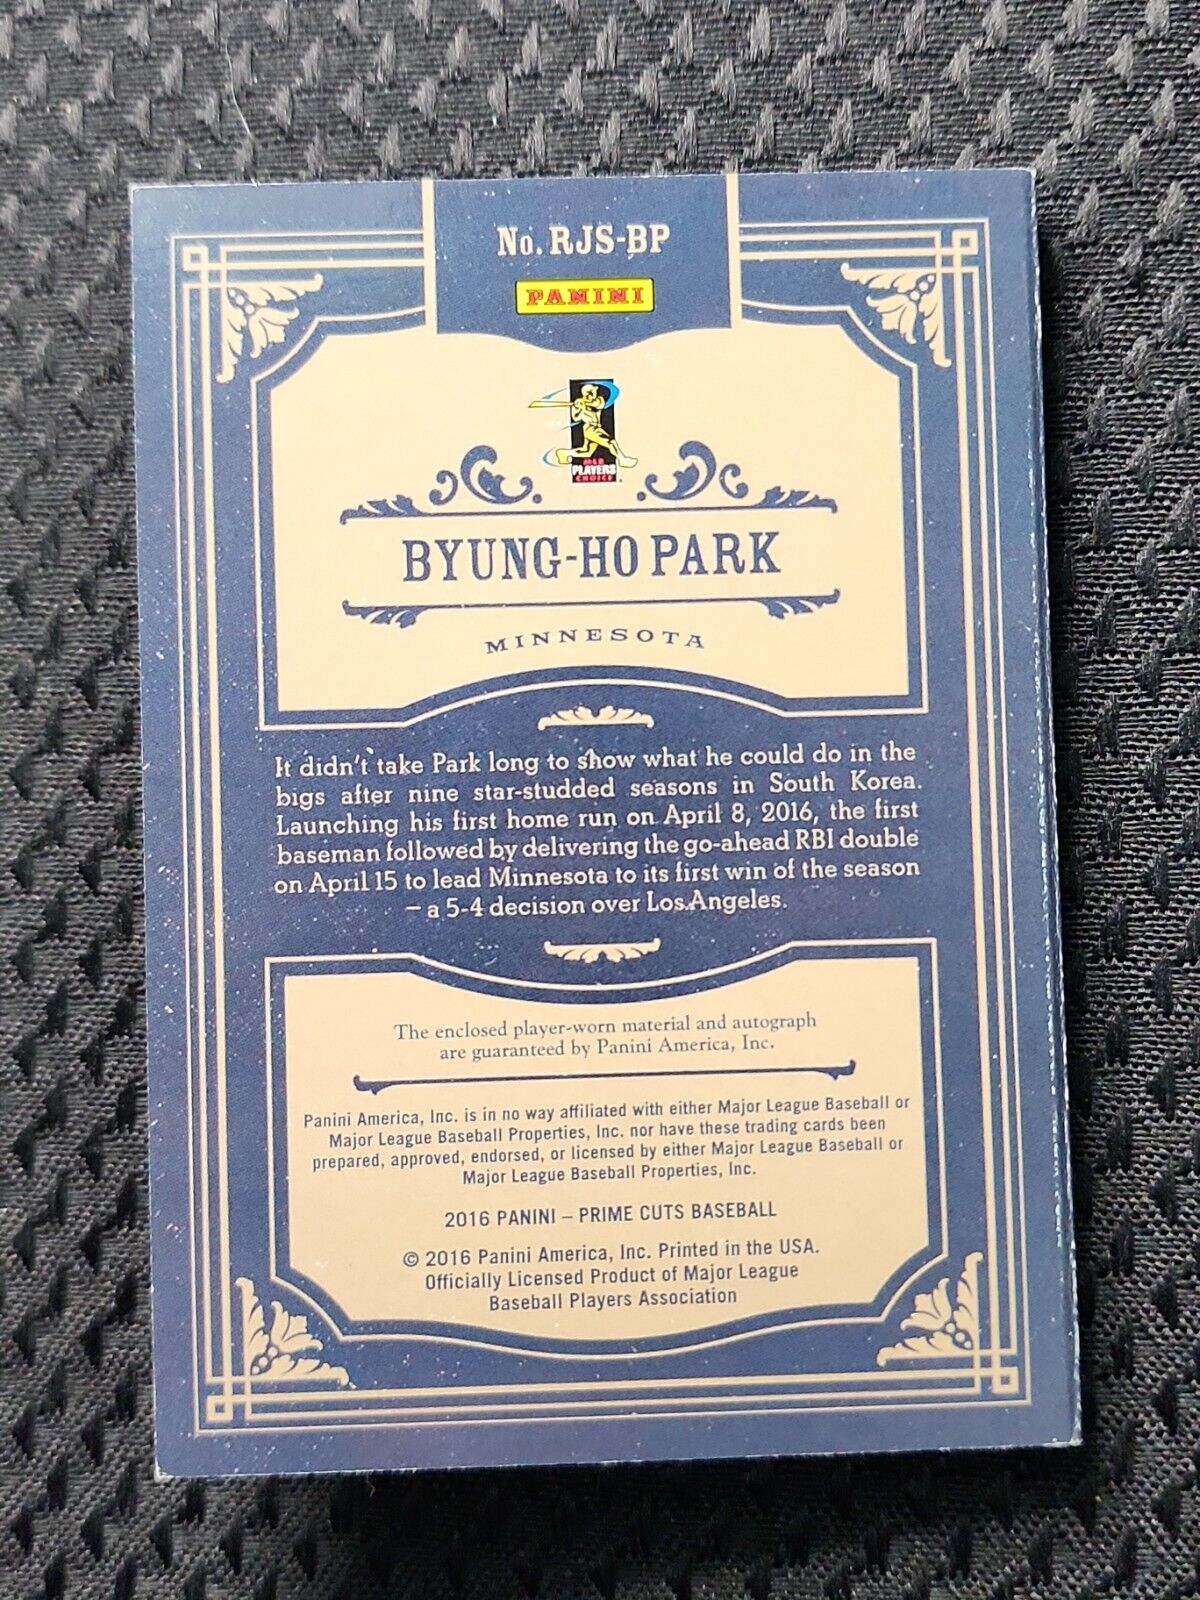 No. RJS-BP
PANINI
MLB
PLAYERS
CHOICE
BYUNG-HO PARK
MINNESOTA
It didn't take Park long to show what he could do in the
bigs after nine star-studded seasons in South Korea.
Launching his first home run on April 8, 2016, the first
baseman followed by delivering the go-ahead RBI double
on April 15 to lead Minnesota to its first win of the season
– a 5-4 decision over Los Angeles.
The enclosed player-worn material and autograph
are guaranteed by Panini America, Inc.
Panini America, Inc. is in no way affiliated with either Major League Baseball or
Major League Baseball Properties, Inc. nor have these trading cards been
prepared, approved, endorsed, or licensed by either Major League Baseball or
Major League Baseball Properties, Inc.
2016 PANINI – PRIME CUTS BASEBALL
© 2016 Panini America, Inc. Printed in the USA.
Officially Licensed Product of Major League
Baseball Players Association